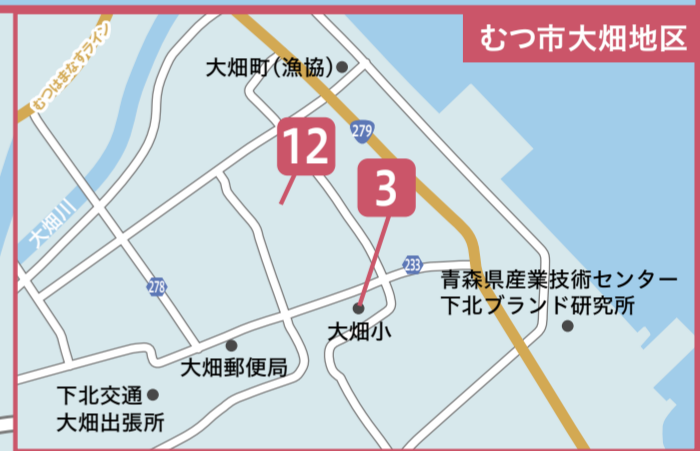 むつ市大畑地区
むつはまなすライン
大畑町(漁協)
279
12
3
大畑川
233
278
青森県産業技術センター
下北ブランド研究所
大畑小
大畑郵便局
下北交通
大畑出張所